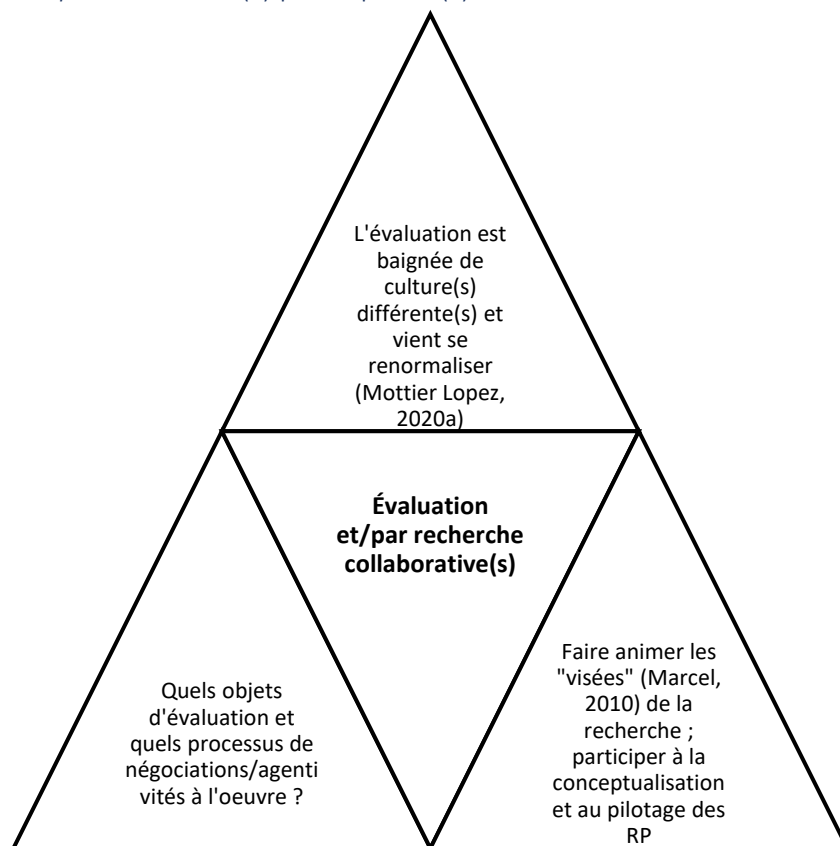 L'évaluation est
baignée de
culture(s)
différente(s) et
vient se
renormaliser
(Mottier Lopez,
2020a)
Évaluation
et/par recherche
collaborative(s)
Quels objets
d'évaluation et
quels processus de
négociations/agenti
vités à l'oeuvre ?
Faire animer les
"visées" (Marcel,
2010) de la
recherche ;
participer à la
conceptualisation
et au pilotage des
RP